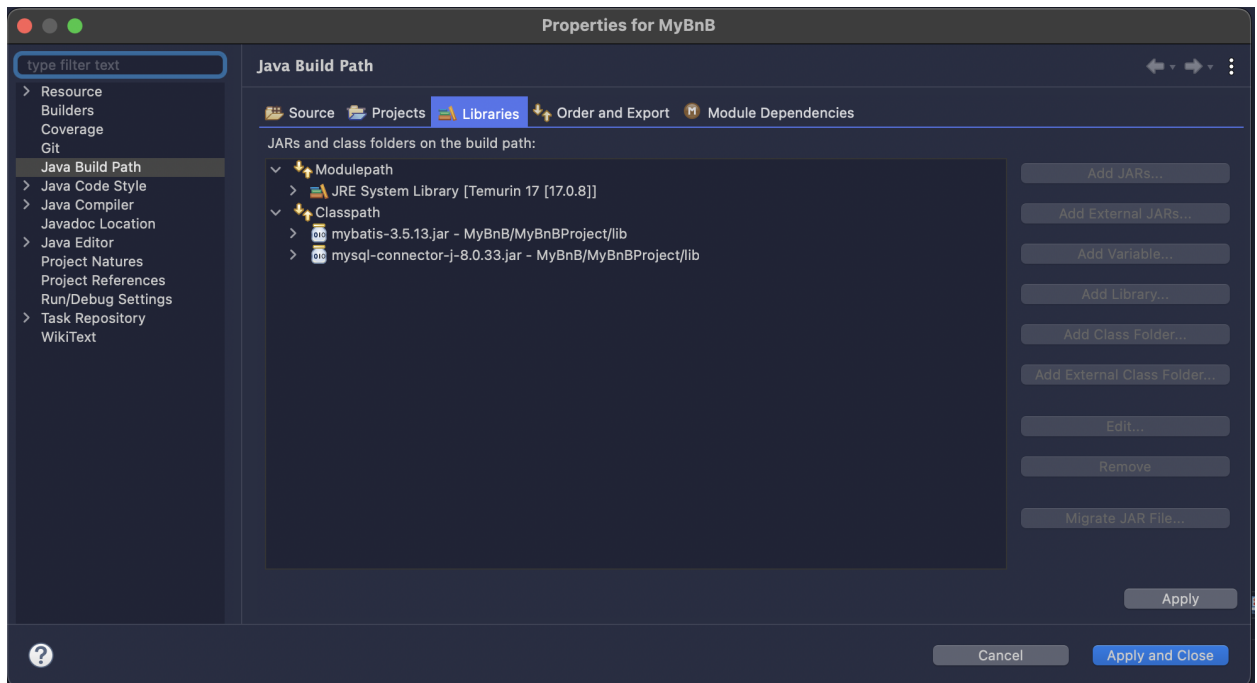 Properties for MyBnB
type filter text
Resource
Builders
Coverage
Git
Java Build Path
Java Code Style
Java Compiler
Javadoc Location
Java Editor
Project Natures
Project References
Run/Debug Settings
Task Repository
WikiText
Java Build Path
Source Projects Libraries Order and Export M Module Dependencies
JARs and class folders on the build path:
Modulepath
JRE System Library [Temurin 17 [17.0.8]]
Classpath
010 mybatis-3.5.13.jar - MyBnB/MyBnBProject/lib
010 mysql-connector-j-8.0.33.jar - MyBnB/MyBnBProject/lib
Add JARs...
Add External JARs...
Add Variable...
Add Library...
Add Class Folder...
Add External Class Folder...
Edit...
Remove
Migrate JAR File...
Apply
?
Cancel
Apply and Close